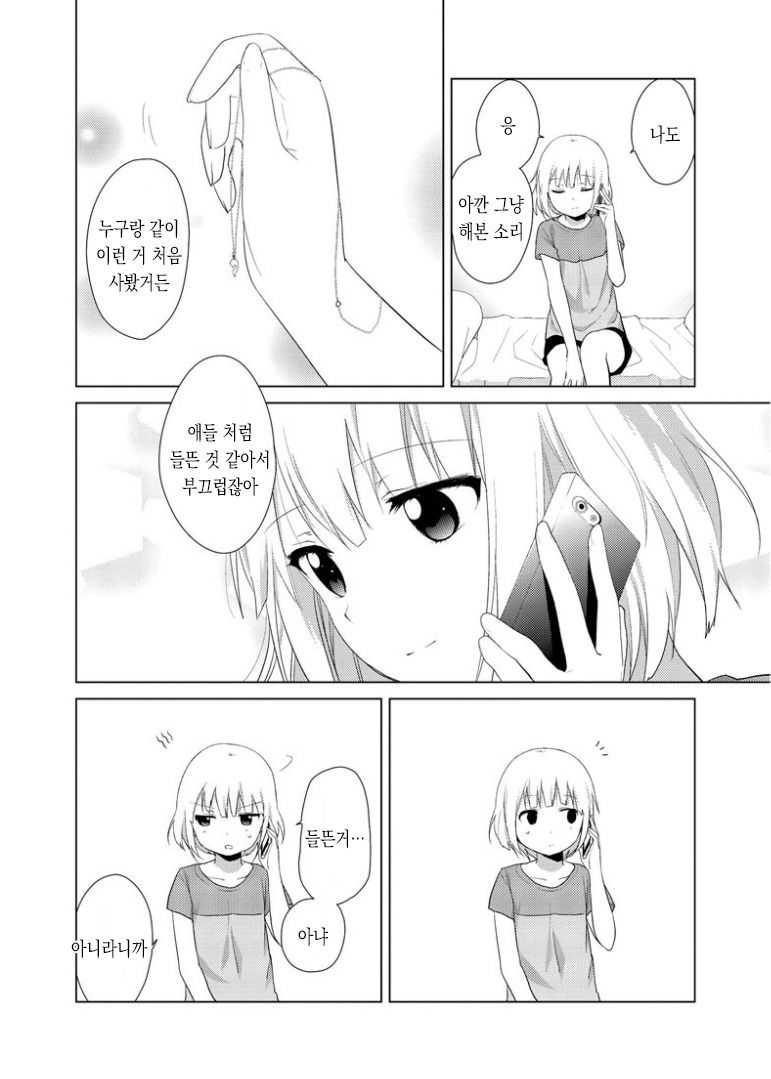 나도
응
아깐 그냥
해본 소리
누구랑 같이
이런 거 처음
사봤거든
애들 처럼
들뜬 것 같아서
부끄럽잖아
들뜬거…
아냐
아니라니까